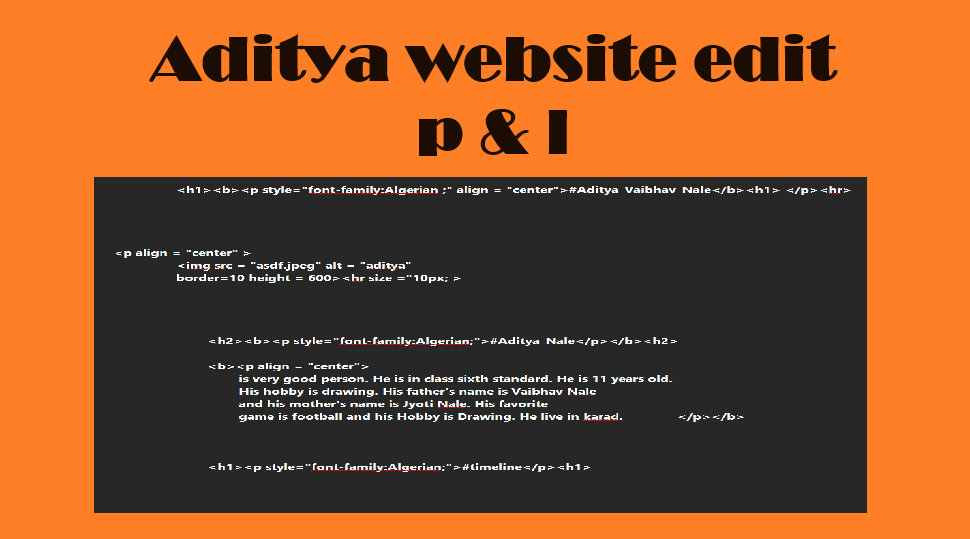 Aditya website edit
p & I
<h1><b><p style="font-family:Algerian ;" align = "center">#Aditya Vaibhav Nale</b><h1> </p><hr>
<p align = "center" >
<img src = "asdf.jpeg" alt = "aditya"
border=10 height = 600><hr size ="10px; >
<h2><b><p style="font-family:Algerian;">#Aditya Nale</p></b><h2>
<b><p align = "center">
is very good person. He is in class sixth standard. He is 11 years old.
His hobby is drawing. His father's name is Vaibhav Nale
and his mother's name is Jyoti Nale. His favorite
game is football and his Hobby is Drawing. He live in karad. </p></b>
<h1><p style="font-family:Algerian;">#timeline</p><h1>